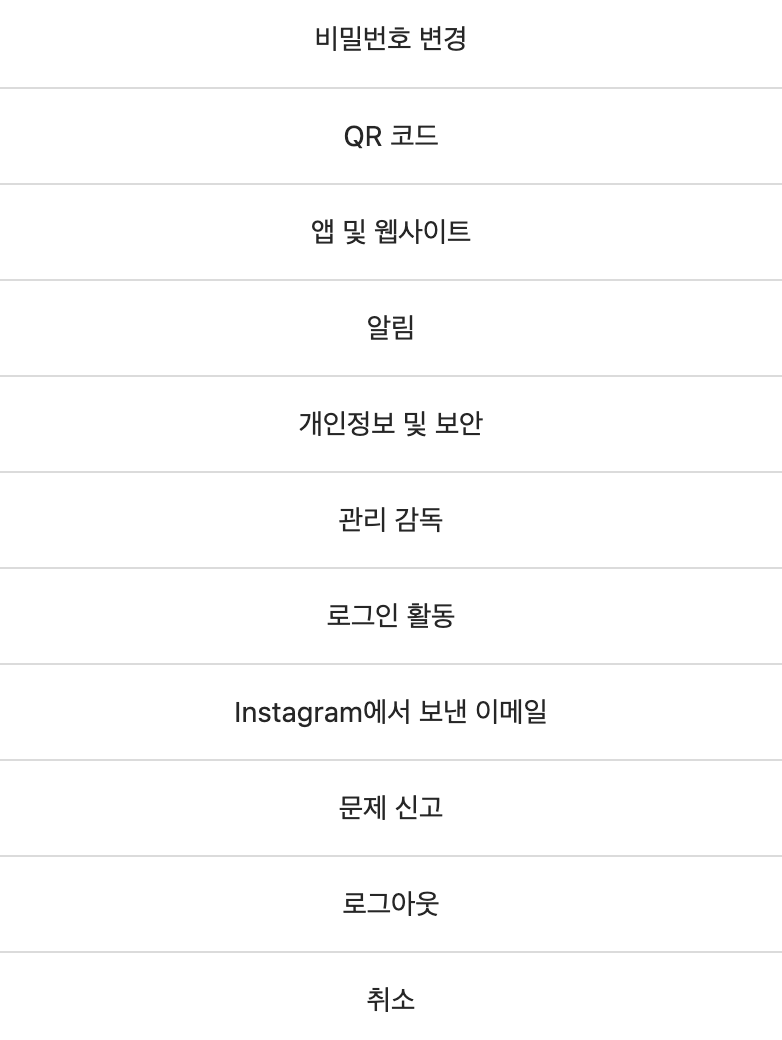 비밀번호 변경
QR 코드
앱 및 웹사이트
알림
개인정보 및 보안
관리 감독
로그인 활동
Instagram에서 보낸 이메일
문제 신고
로그아웃
취소